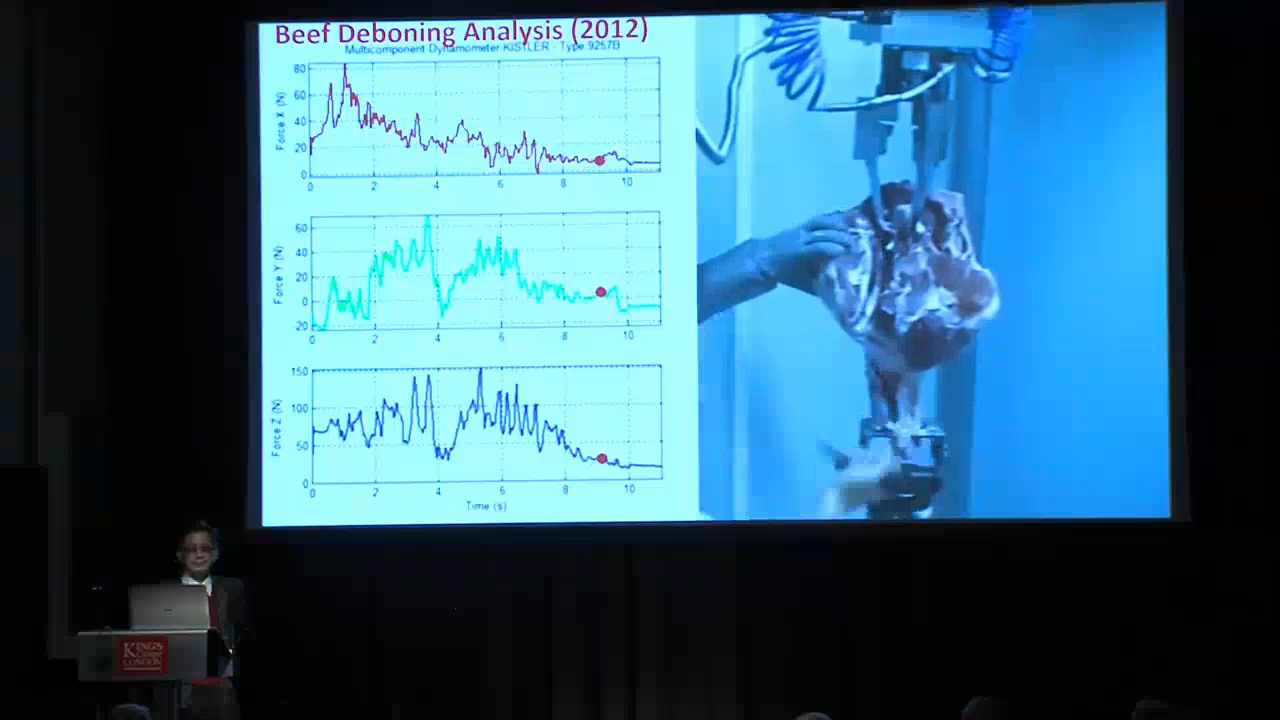 Beef Deboning Analysis (2012)
Multicomponent Dynamometer KISTLER - Type 9257B
Force X (N)
80
60
40
20
0
0 2 4 6 8 10
Force Y (N)
60
40
20
0
-20
0 2 4 6 8 10
Force Z (N)
150
100
50
0
0 2 4 6 8 10
Time (s)
KING'S
College
LONDON